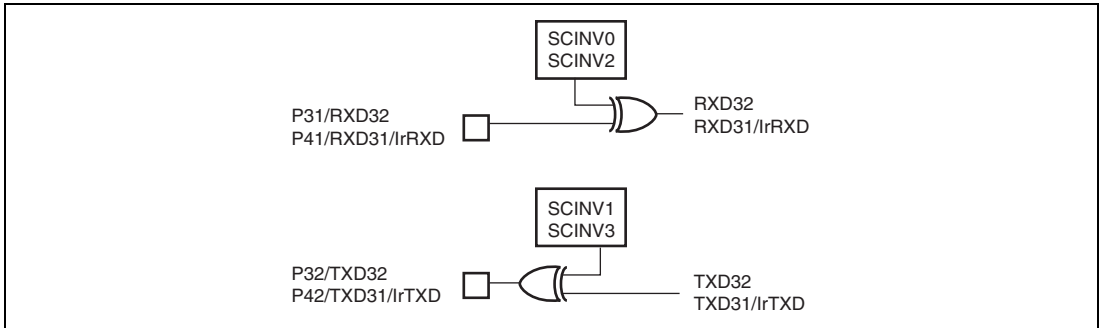 SCINV0
SCINV2
P31/RXD32
P41/RXD31/IrRXD
RXD32
RXD31/IrRXD
SCINV1
SCINV3
P32/TXD32
P42/TXD31/IrTXD
TXD32
TXD31/IrTXD